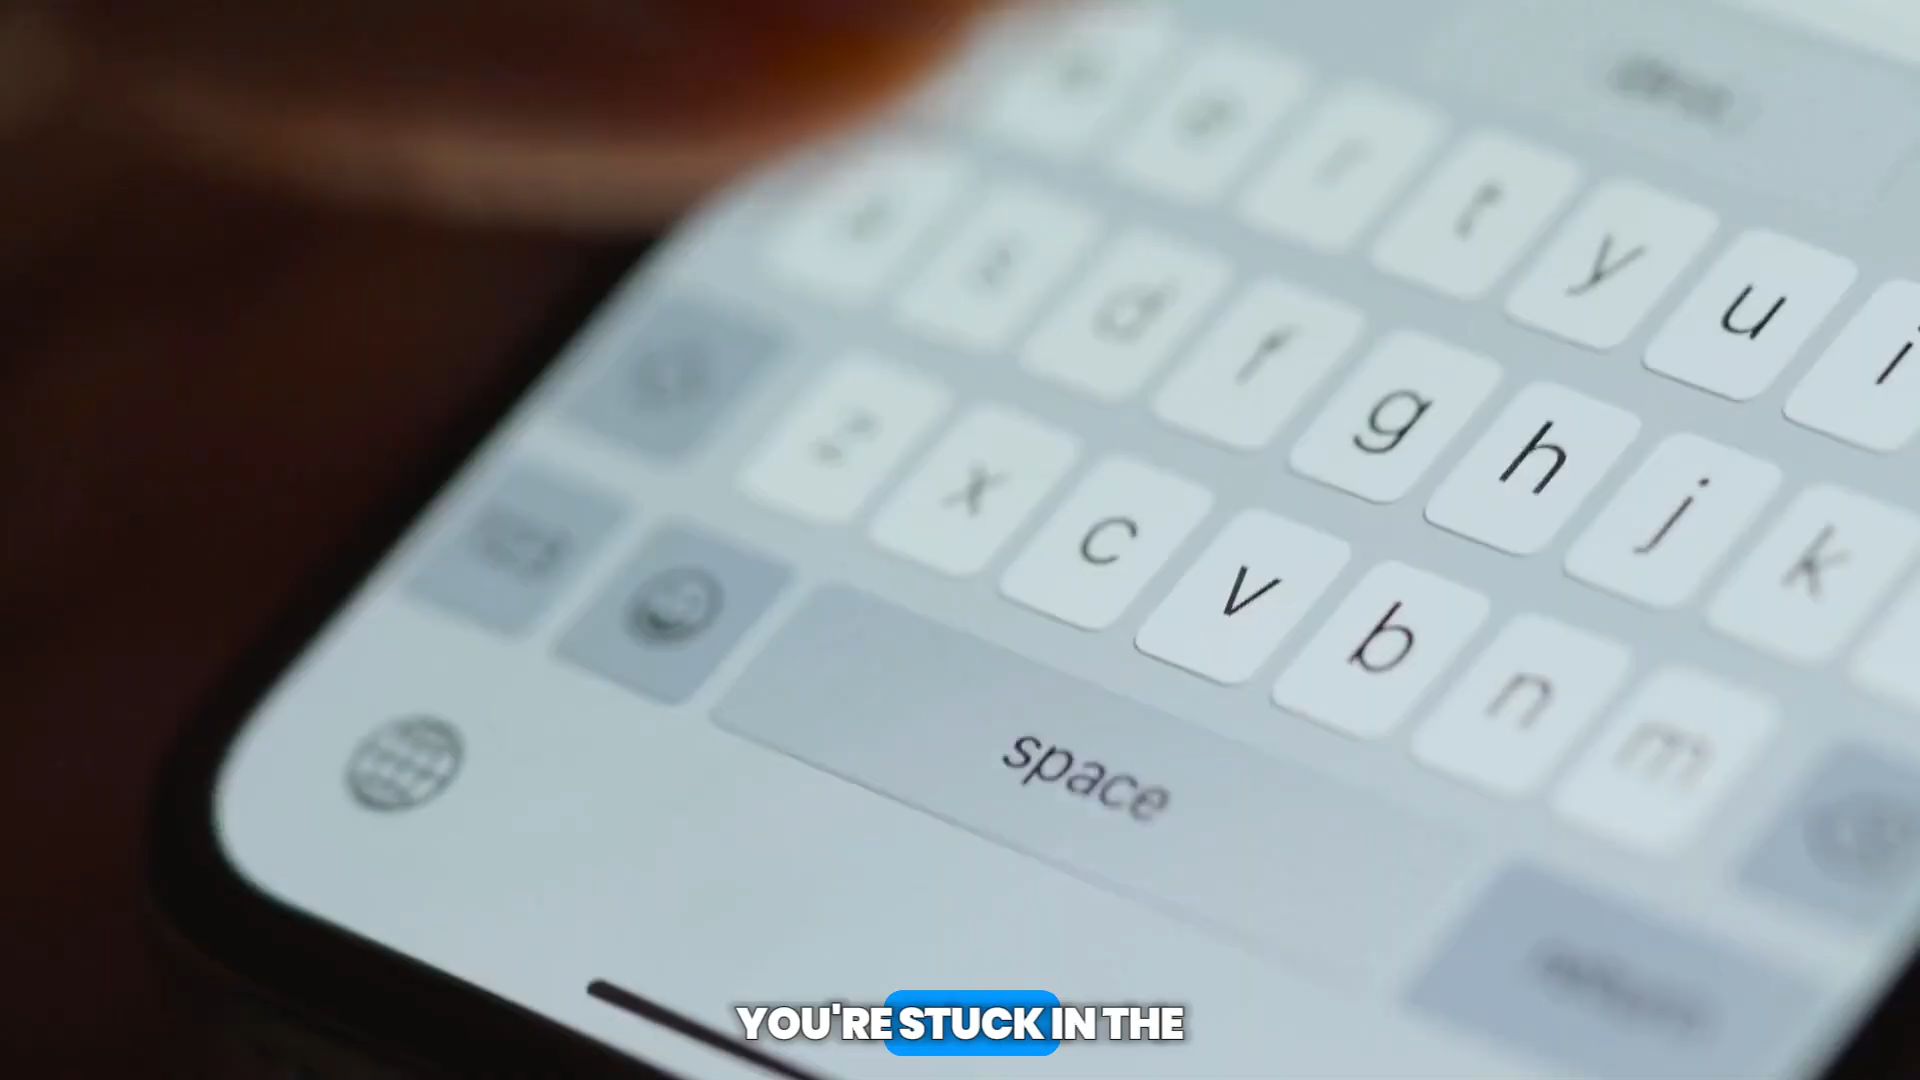 t y u i
d f g h j k
z x c v b n m
space
YOU'RE STUCK IN THE